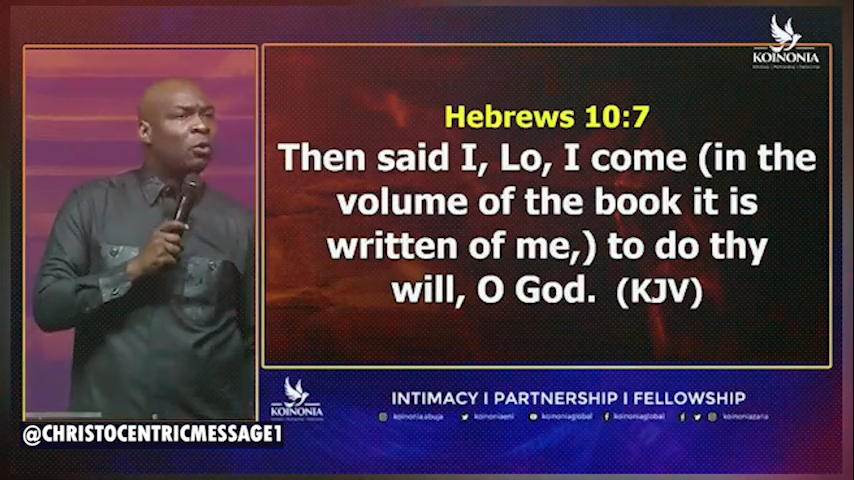 KOINONIA
Hebrews 10:7
Then said I, Lo, I come (in the
volume of the book it is
written of me,) to do thy
will, O God. (KJV)
KOINONIA
INTIMACY I PARTNERSHIP I FELLOWSHIP
koinonia.abuja koinoniaeni koinoniaglobal koinoniaglobal koinoniazaria
@CHRISTOCENTRICMESSAGE1